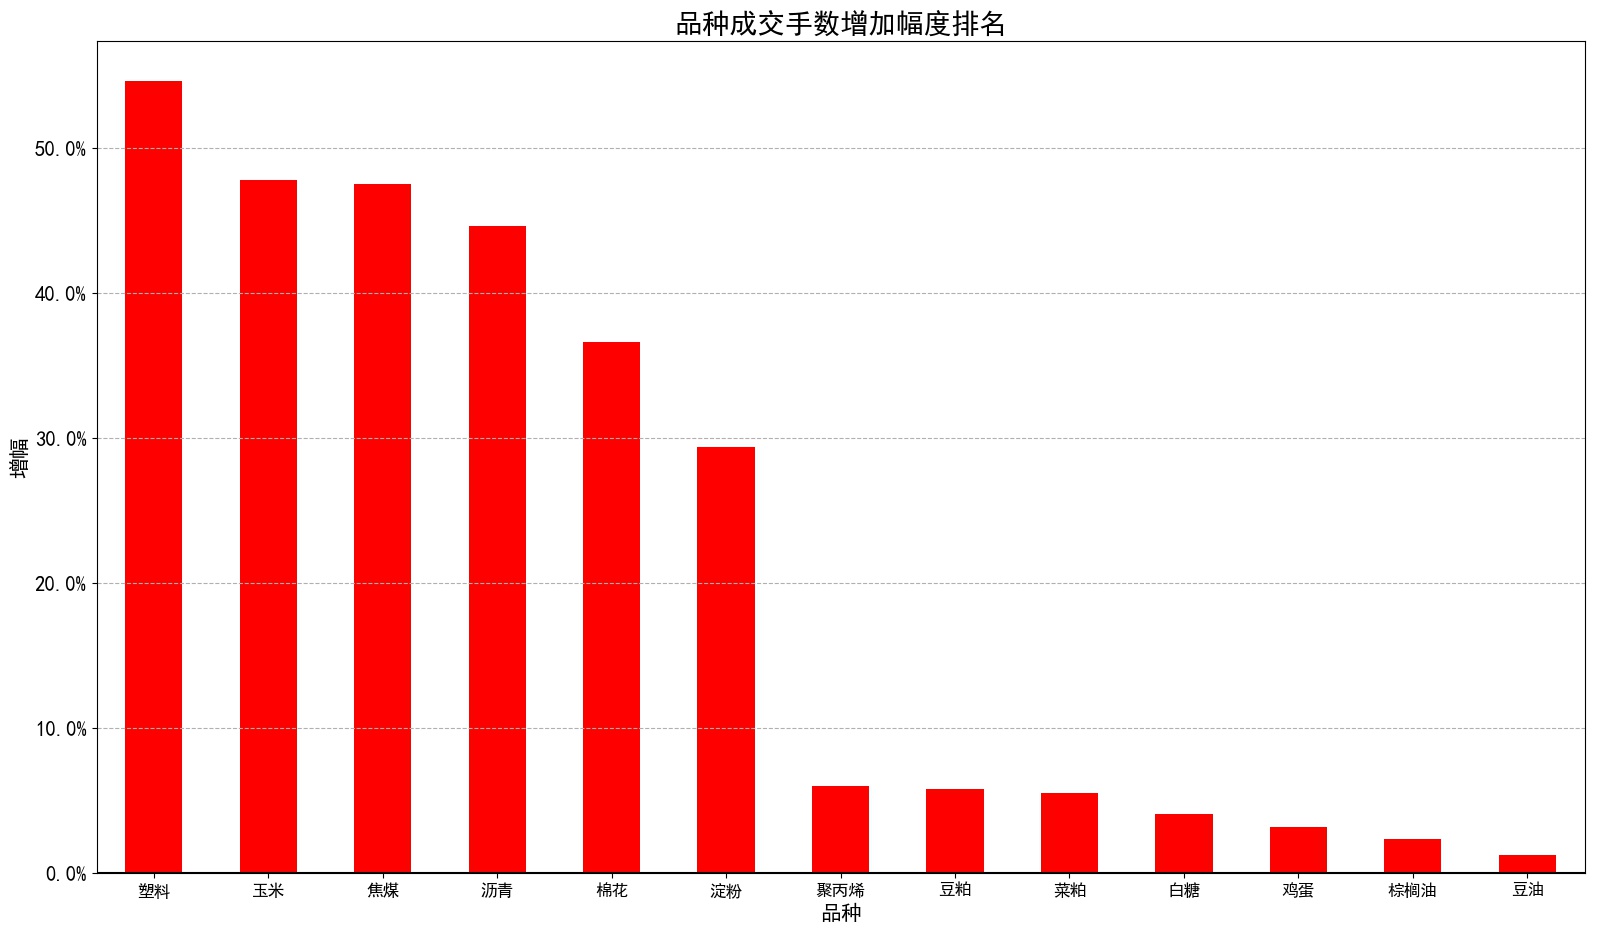 品种成交手数增加幅度排名
50.0%
40.0%
30.0%
20.0%
10.0%
0.0%
增幅
塑料 玉米 焦煤 沥青 棉花 淀粉 聚丙烯 豆粕 菜粕 白糖 鸡蛋 棕榈油 豆油
品种